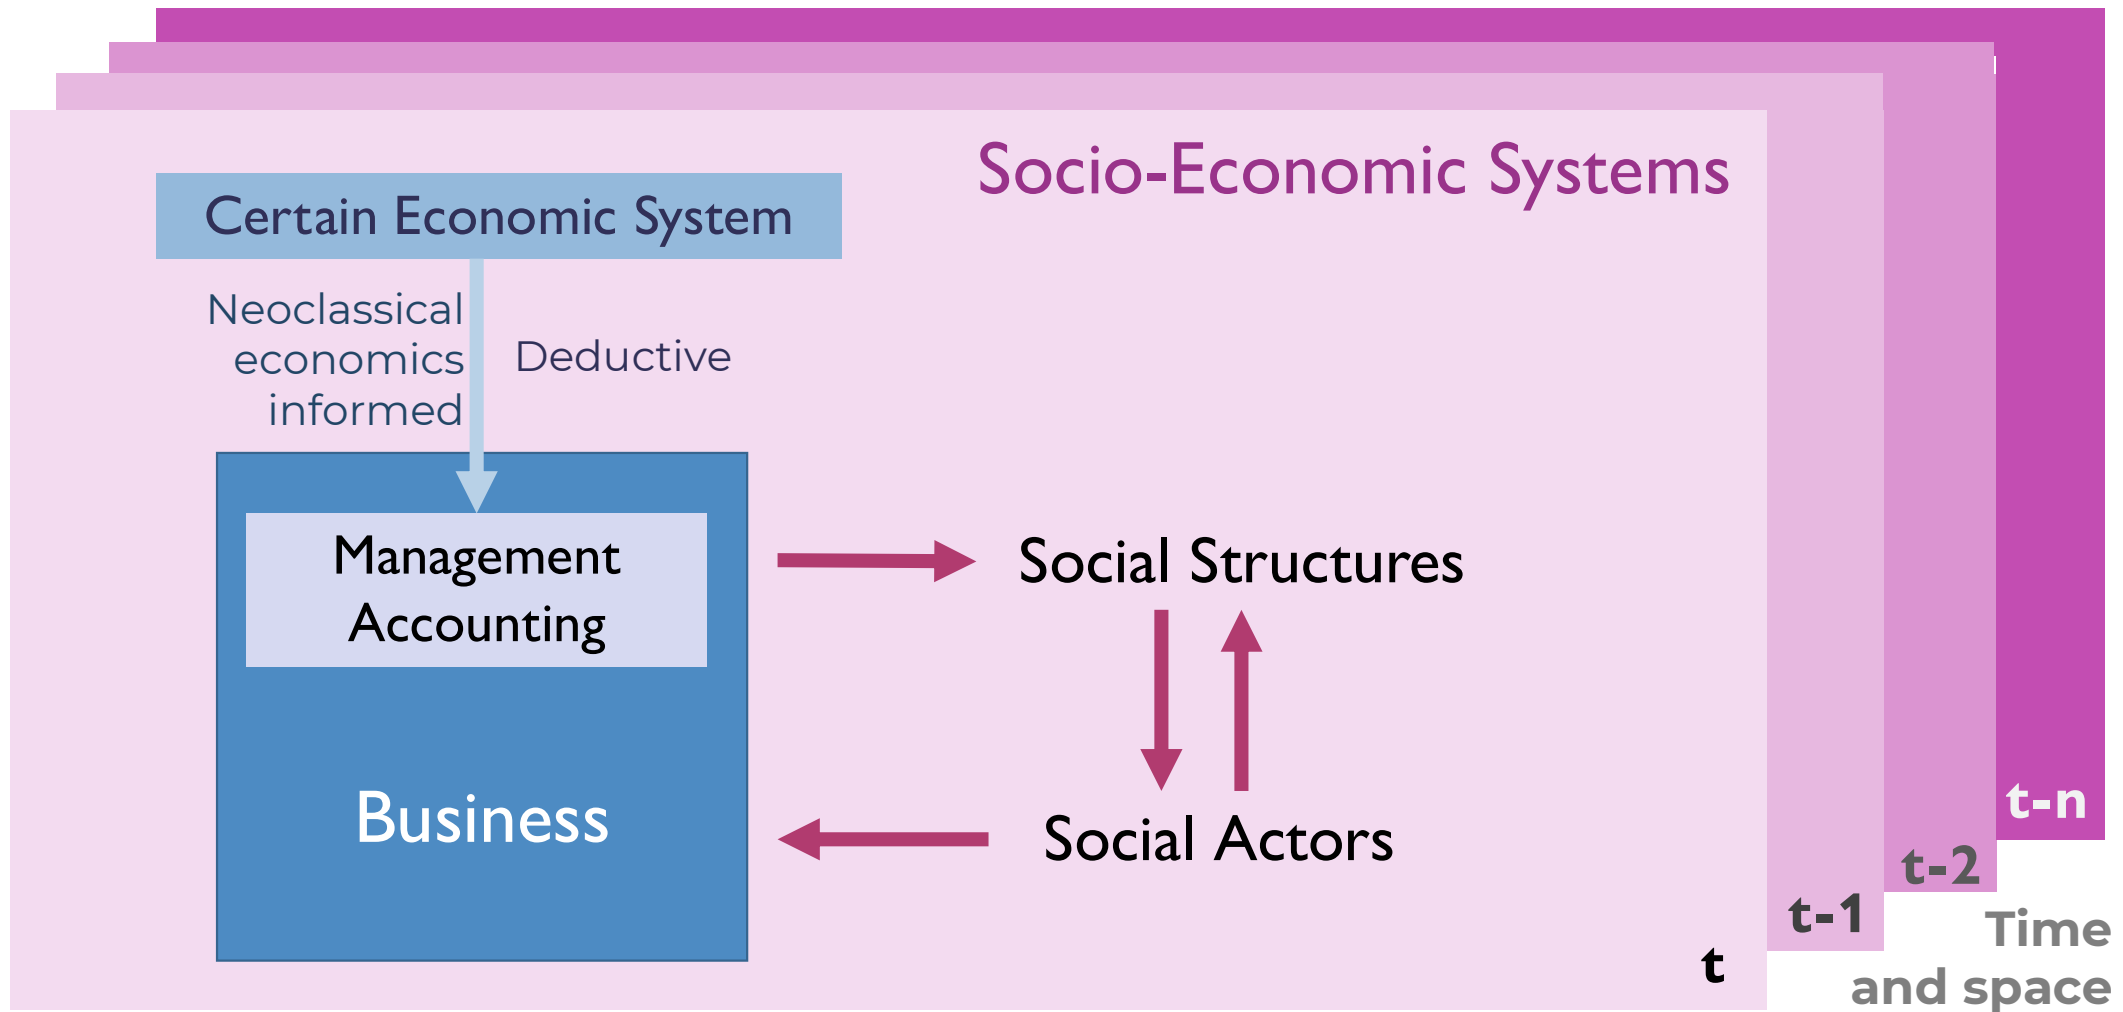 Socio-Economic Systems
Certain Economic System
Neoclassical
economics
informed
Deductive
Management
Accounting
Business
Social Structures
Social Actors
t
t-1
t-2
t-n
Time
and space